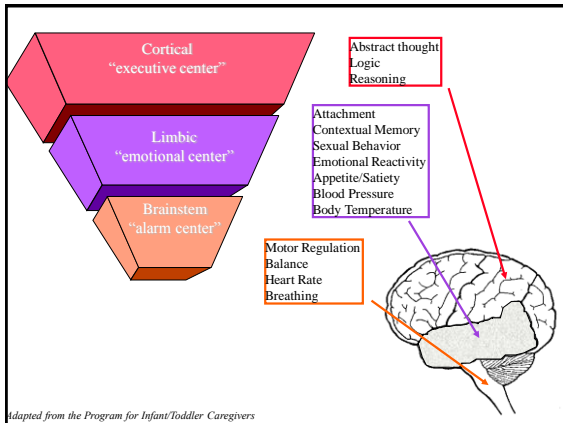 Cortical
“executive center”
Limbic
“emotional center”
Brainstem
“alarm center”
Abstract thought
Logic
Reasoning
Attachment
Contextual Memory
Sexual Behavior
Emotional Reactivity
Appetite/Satiety
Blood Pressure
Body Temperature
Motor Regulation
Balance
Heart Rate
Breathing
Adapted from the Program for Infant/Toddler Caregivers